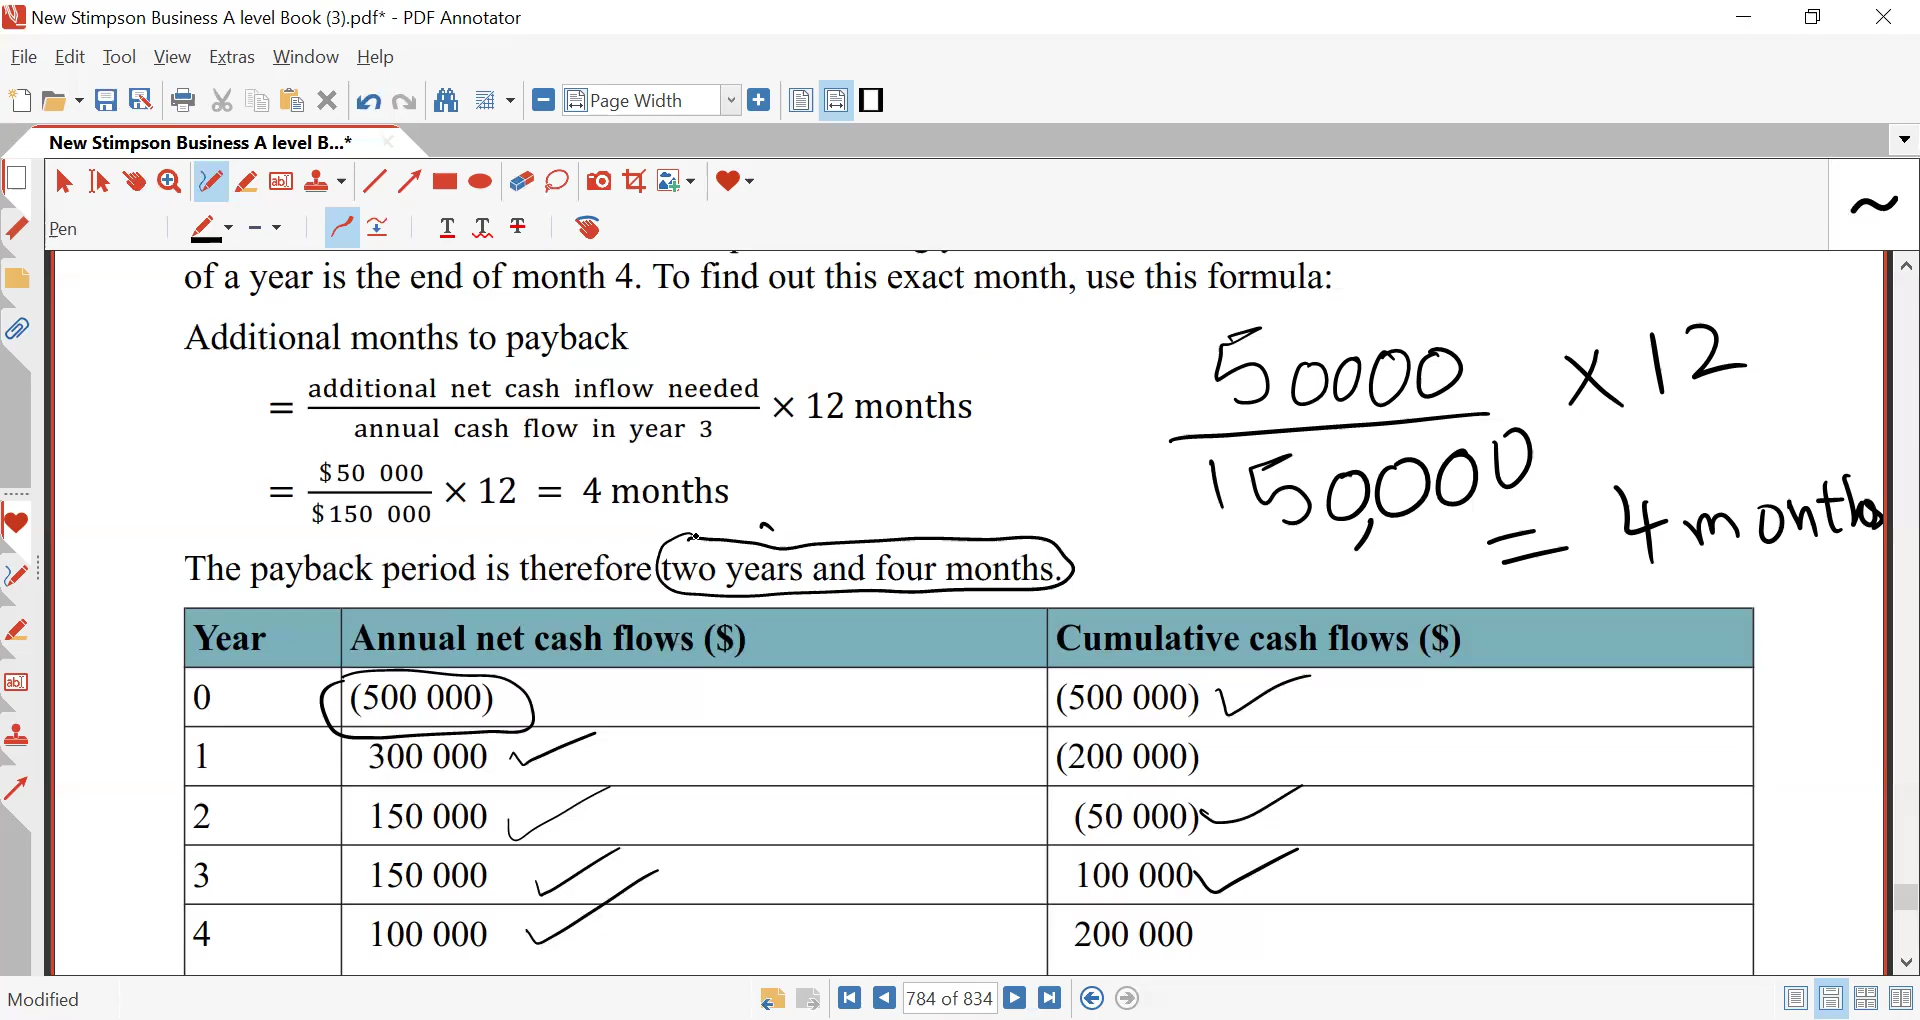 New Stimpson Business A level Book (3).pdf* - PDF Annotator
File Edit Tool View Extras Window Help
Page Width
New Stimpson Business A level B...*
Pen
of a year is the end of month 4. To find out this exact month, use this formula:
Additional months to payback
= additional net cash inflow needed / annual cash flow in year 3 × 12 months
= $50 000 / $150 000 × 12 = 4 months
50000 / 150,000 × 12
= 4 months
The payback period is therefore two years and four months.
Year Annual net cash flows ($) Cumulative cash flows ($)
0 (500 000) (500 000)
1 300 000 (200 000)
2 150 000 (50 000)
3 150 000 100 000
4 100 000 200 000
Modified 784 of 834